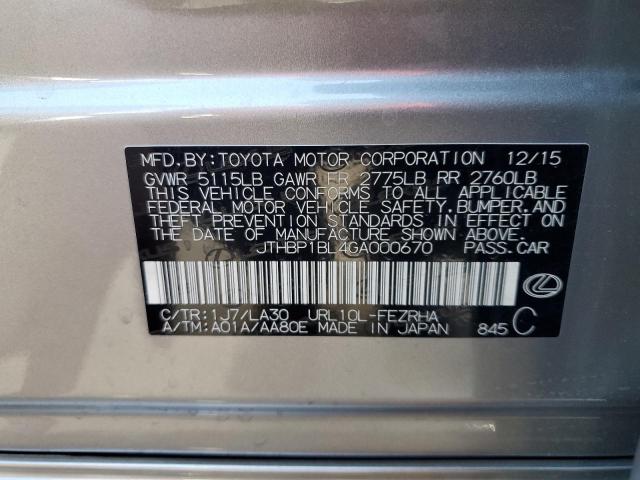 MFD. BY: TOYOTA MOTOR CORPORATION 12/15
GVWR 5115LB GAWR FR 2775LB RR 2760LB
THIS VEHICLE CONFORMS TO ALL APPLICABLE
FEDERAL MOTOR VEHICLE SAFETY, BUMPER, AND
THEFT PREVENTION STANDARDS IN EFFECT ON
THE DATE OF MANUFACTURE SHOWN ABOVE.
JTHBP1BL4GA000670 PASS. CAR
C/TR: 1J7/LA30 URL10L-FEZRHA
A/TM: A01A/AA80E MADE IN JAPAN 845 C